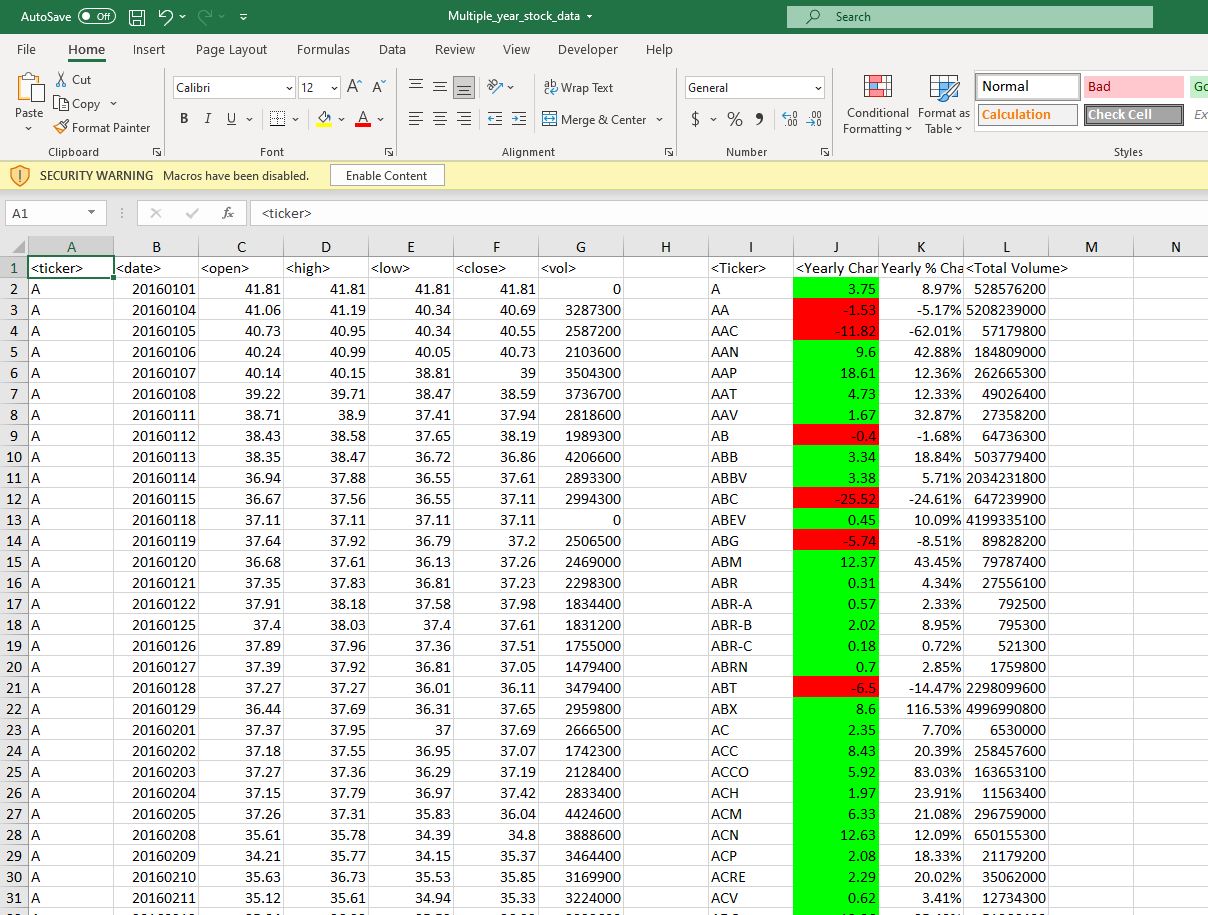 AutoSave Off Multiple_year_stock_data Search
File Home Insert Page Layout Formulas Data Review View Developer Help
Cut
Copy
Format Painter
Paste
Clipboard
Calibri 12 A A
B I U A
Font
ab Wrap Text
Merge & Center
Alignment
General
$ % 9
Number
Conditional Formatting
Format as Table
Normal Bad
Calculation Check Cell
Styles
SECURITY WARNING Macros have been disabled. Enable Content
A1 fx <ticker>
A B C D E F G H I J K L M N
1 <ticker> <date> <open> <high> <low> <close> <vol> <Ticker> <Yearly Char Yearly % Cha <Total Volume>
2 A 20160101 41.81 41.81 41.81 41.81 0 A 3.75 8.97% 528576200
3 A 20160104 41.06 41.19 40.34 40.69 3287300 AA -1.53 -5.17% 5208239000
4 A 20160105 40.73 40.95 40.34 40.55 2587200 AAC -11.82 -62.01% 57179800
5 A 20160106 40.24 40.99 40.05 40.73 2103600 AAN 9.6 42.88% 184809000
6 A 20160107 40.14 40.15 38.81 39 3504300 AAP 18.61 12.36% 262665300
7 A 20160108 39.22 39.71 38.47 38.59 3736700 AAT 4.73 12.33% 49026400
8 A 20160111 38.71 38.9 37.41 37.94 2818600 AAV 1.67 32.87% 27358200
9 A 20160112 38.43 38.58 37.65 38.19 1989300 AB -0.4 -1.68% 64736300
10 A 20160113 38.35 38.47 36.72 36.86 4206600 ABB 3.34 18.84% 503779400
11 A 20160114 36.94 37.88 36.55 37.61 2893300 ABBV 3.38 5.71% 2034231800
12 A 20160115 36.67 37.56 36.55 37.11 2994300 ABC -25.52 -24.61% 647239900
13 A 20160118 37.11 37.11 37.11 37.11 0 ABEV 0.45 10.09% 4199335100
14 A 20160119 37.64 37.92 36.79 37.2 2506500 ABG -5.74 -8.51% 89828200
15 A 20160120 36.68 37.61 36.13 37.26 2469000 ABM 12.37 43.45% 79787400
16 A 20160121 37.35 37.83 36.81 37.23 2298300 ABR 0.31 4.34% 27556100
17 A 20160122 37.91 38.18 37.58 37.98 1834400 ABR-A 0.57 2.33% 792500
18 A 20160125 37.4 38.03 37.4 37.61 1831200 ABR-B 2.02 8.95% 795300
19 A 20160126 37.89 37.96 37.36 37.51 1755000 ABR-C 0.18 0.72% 521300
20 A 20160127 37.39 37.92 36.81 37.05 1479400 ABRN 0.7 2.85% 1759800
21 A 20160128 37.27 37.27 36.01 36.11 3479400 ABT -6.5 -14.47% 2298099600
22 A 20160129 36.44 37.69 36.31 37.65 2959800 ABX 8.6 116.53% 4996990800
23 A 20160201 37.37 37.95 37 37.69 2666500 AC 2.35 7.70% 6530000
24 A 20160202 37.18 37.55 36.95 37.07 1742300 ACC 8.43 20.39% 258457600
25 A 20160203 37.27 37.36 36.29 37.19 2128400 ACCO 5.92 83.03% 163653100
26 A 20160204 37.15 37.79 36.97 37.42 2833400 ACH 1.97 23.91% 11563400
27 A 20160205 37.26 37.31 35.83 36.04 4424600 ACM 6.33 21.08% 296759000
28 A 20160208 35.61 35.78 34.39 34.8 3888600 ACN 12.63 12.09% 650155300
29 A 20160209 34.21 35.77 34.15 35.37 3464400 ACP 2.08 18.33% 21179200
30 A 20160210 35.63 36.73 35.53 35.85 3169900 ACRE 2.29 20.02% 35062000
31 A 20160211 35.12 35.61 34.94 35.33 3224000 ACV 0.62 3.41% 12734300